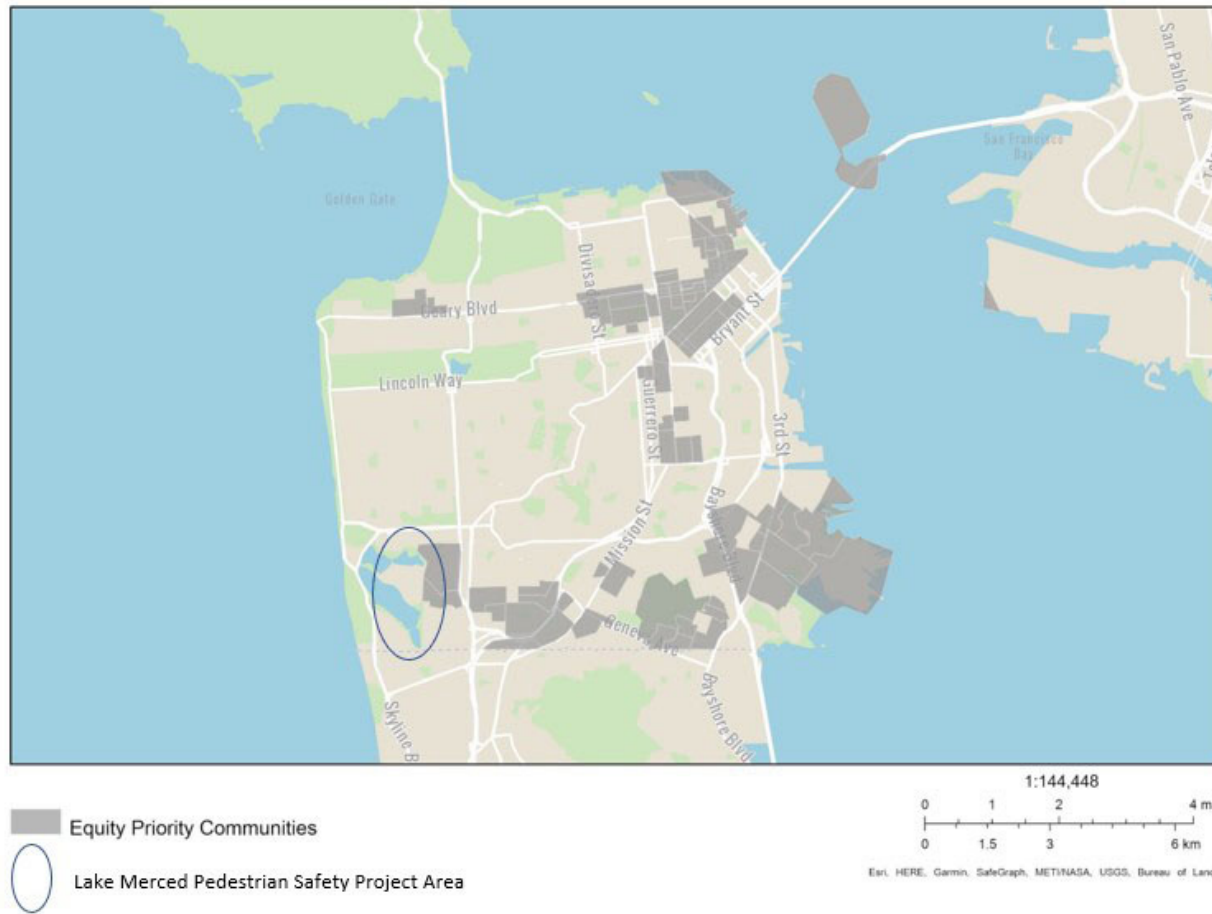 San Pablo Ave
San Francisco
Bay
Golden Gate
Divisadero St
Geary Blvd
Bryant St
Lincoln Way
Guerrero St
3rd St
Mission St
Bayshore Blvd
Geneva Ave
Skyline B
Bayshore Blvd
1:144,448
0 1 2 4 m
0 1.5 3 6 km
Equity Priority Communities
Lake Merced Pedestrian Safety Project Area
Esri, HERE, Garmin, SafeGraph, METI/NASA, USGS, Bureau of Lan